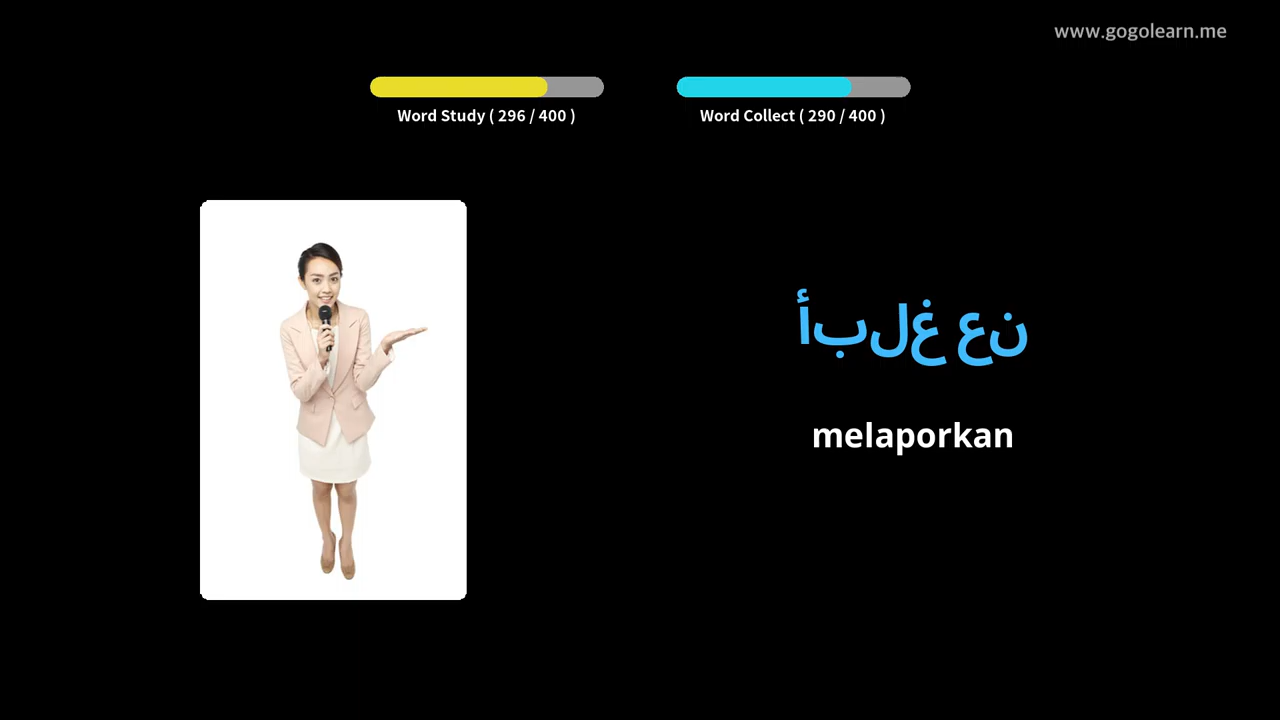 www.gogolearn.me
Word Study ( 296 / 400 )
Word Collect ( 290 / 400 )
أبلغ عن
melaporkan